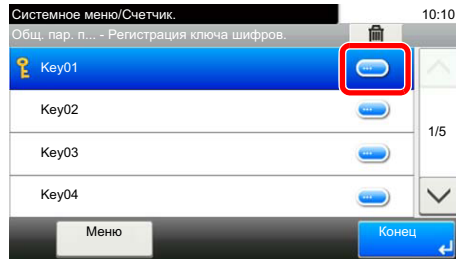 Системное меню/Счетчик. 10:10
Общ. пар. п... - Регистрация ключа шифров.
Key01
Key02
1/5
Key03
Key04
Меню Конец